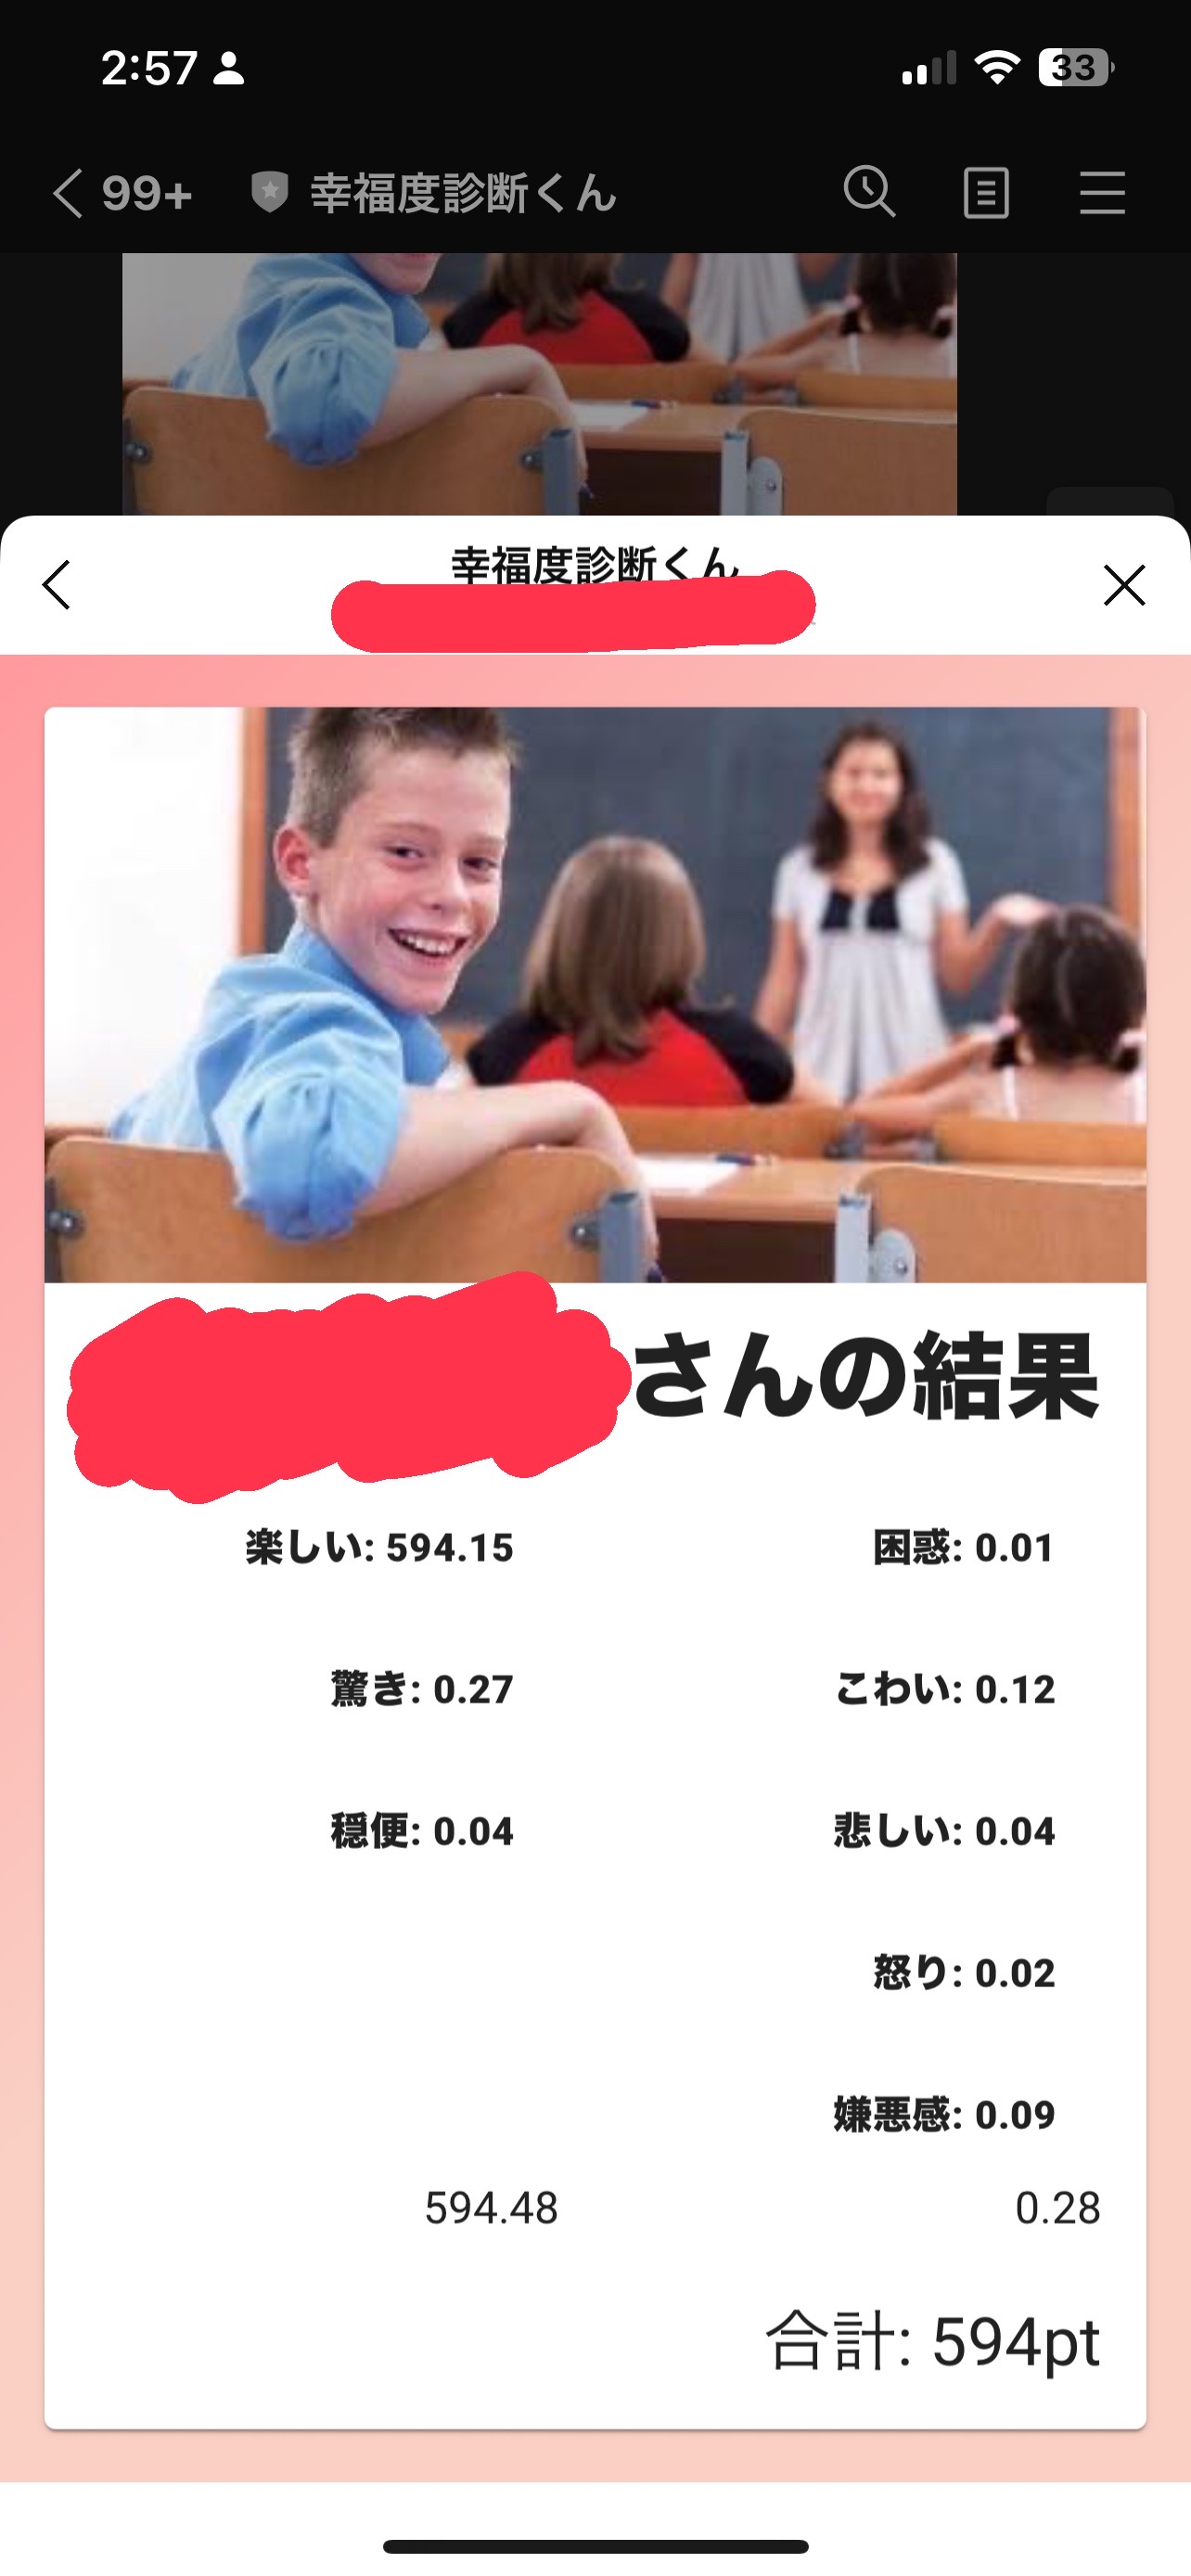 2:57 33
99+ 幸福度診断くん
幸福度診断くん
さんの結果
楽しい: 594.15 困惑: 0.01
驚き: 0.27 こわい: 0.12
穏便: 0.04 悲しい: 0.04
怒り: 0.02
嫌悪感: 0.09
594.48 0.28
合計: 594pt